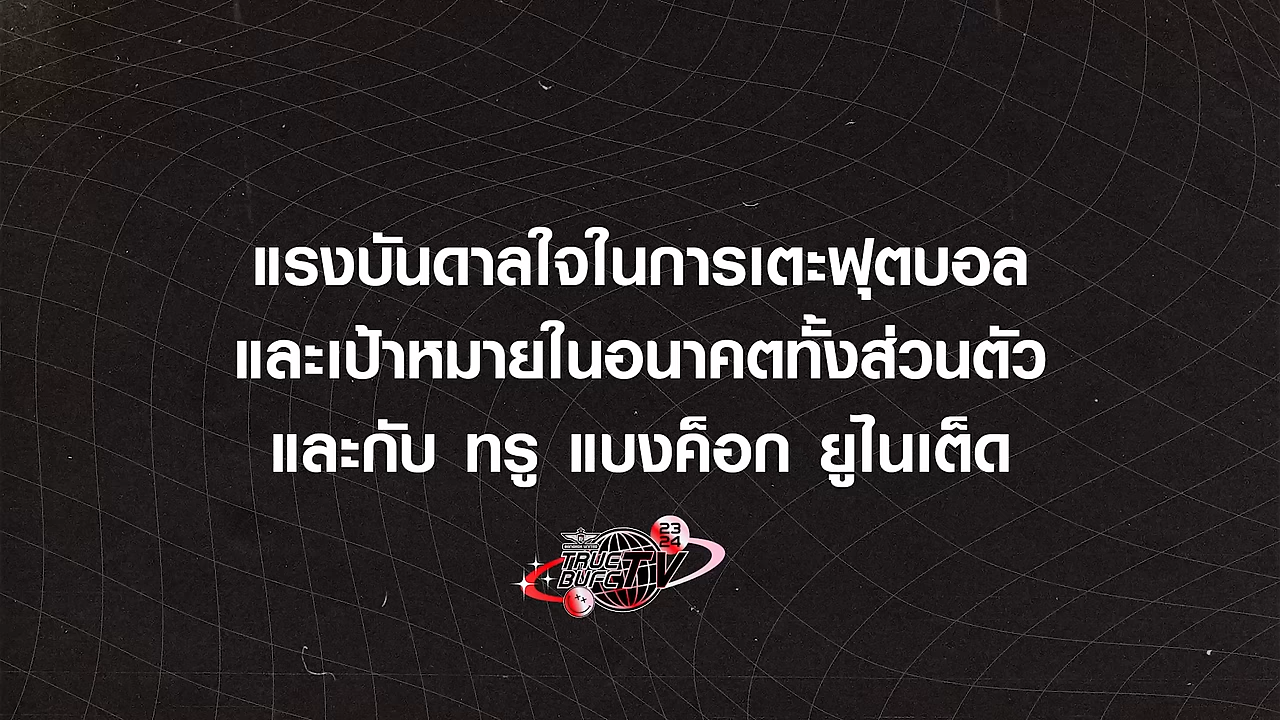 แรงบันดาลใจในการเตะฟุตบอล
และเป้าหมายในอนาคตทั้งส่วนตัว
และกับ ทรู แบงค็อก ยูไนเต็ด
23
24
TRUE
BUFC TV